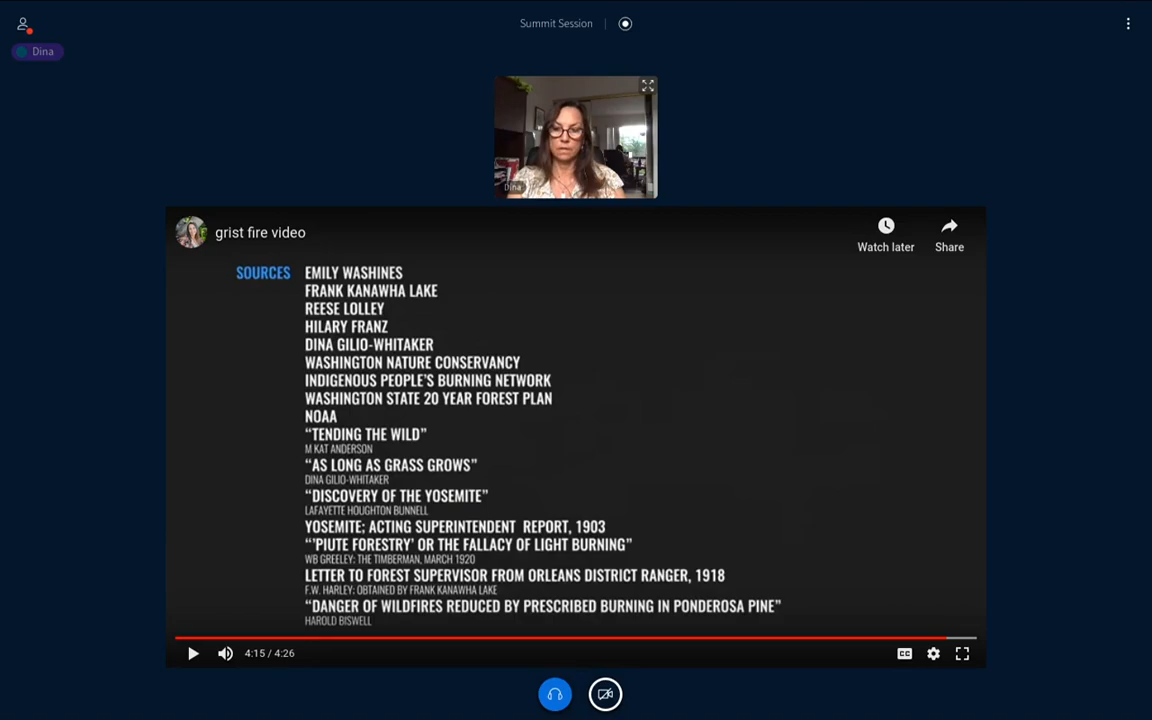 Summit Session
Dina
Dina
grist fire video
Watch later
Share
SOURCES
EMILY WASHINES
FRANK KANAWHA LAKE
REESE LOLLEY
HILARY FRANZ
DINA GILIO-WHITAKER
WASHINGTON NATURE CONSERVANCY
INDIGENOUS PEOPLE'S BURNING NETWORK
WASHINGTON STATE 20 YEAR FOREST PLAN
NOAA
“TENDING THE WILD”
M KAT ANDERSON
“AS LONG AS GRASS GROWS”
DINA GILIO-WHITAKER
“DISCOVERY OF THE YOSEMITE”
LAFAYETTE HOUGHTON BUNNELL
YOSEMITE; ACTING SUPERINTENDENT REPORT, 1903
“'PIUTE FORESTRY' OR THE FALLACY OF LIGHT BURNING”
WB GREELEY; THE TIMBERMAN, MARCH 1920
LETTER TO FOREST SUPERVISOR FROM ORLEANS DISTRICT RANGER, 1918
F.W. HARLEY; OBTAINED BY FRANK KANAWHA LAKE
“DANGER OF WILDFIRES REDUCED BY PRESCRIBED BURNING IN PONDEROSA PINE”
HAROLD BISWELL
4:15 / 4:26
CC